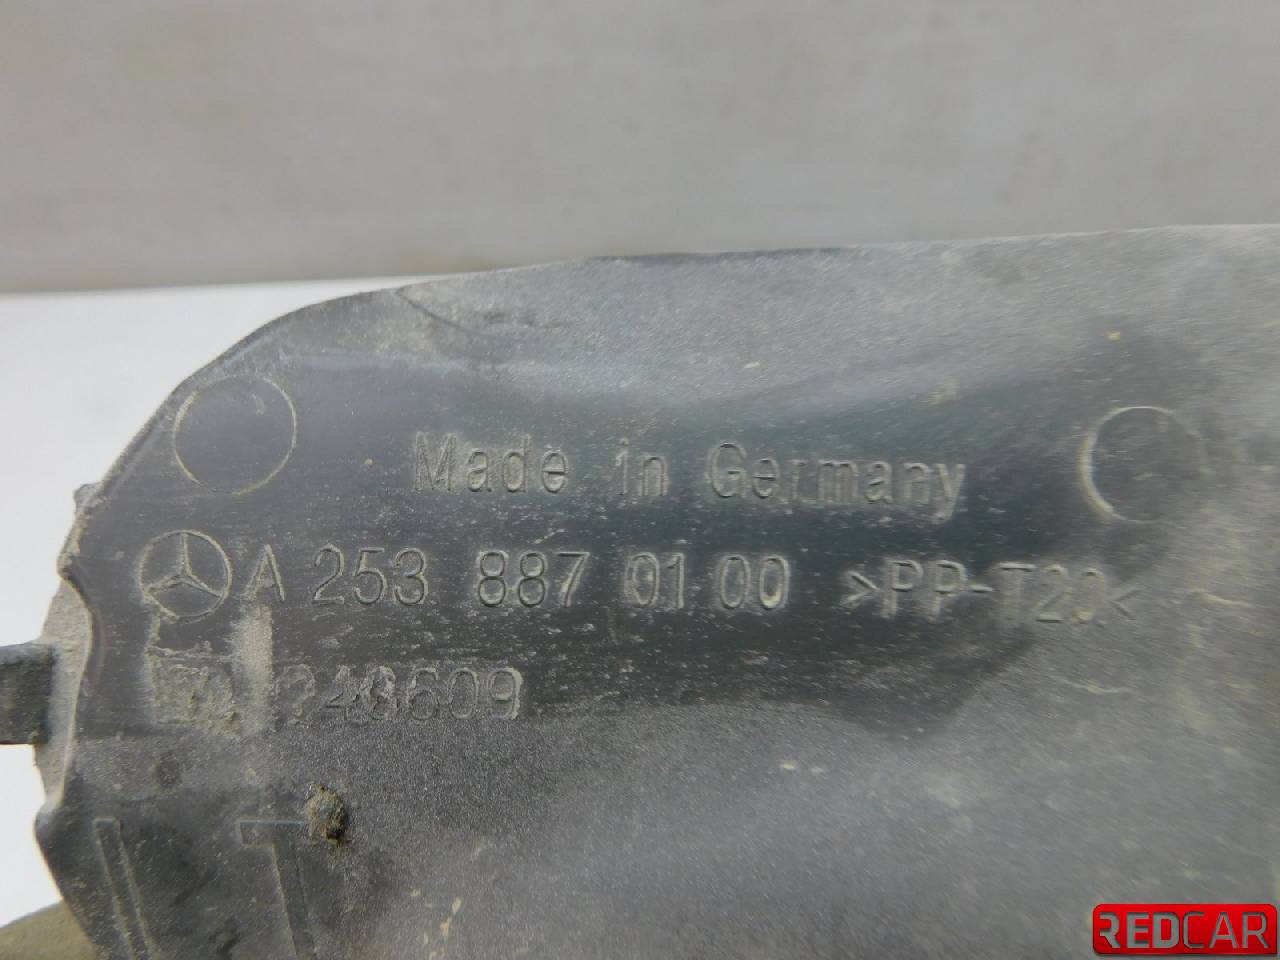 Made in Germany
A 253 887 01 00 >PP-T20<
REDCAR